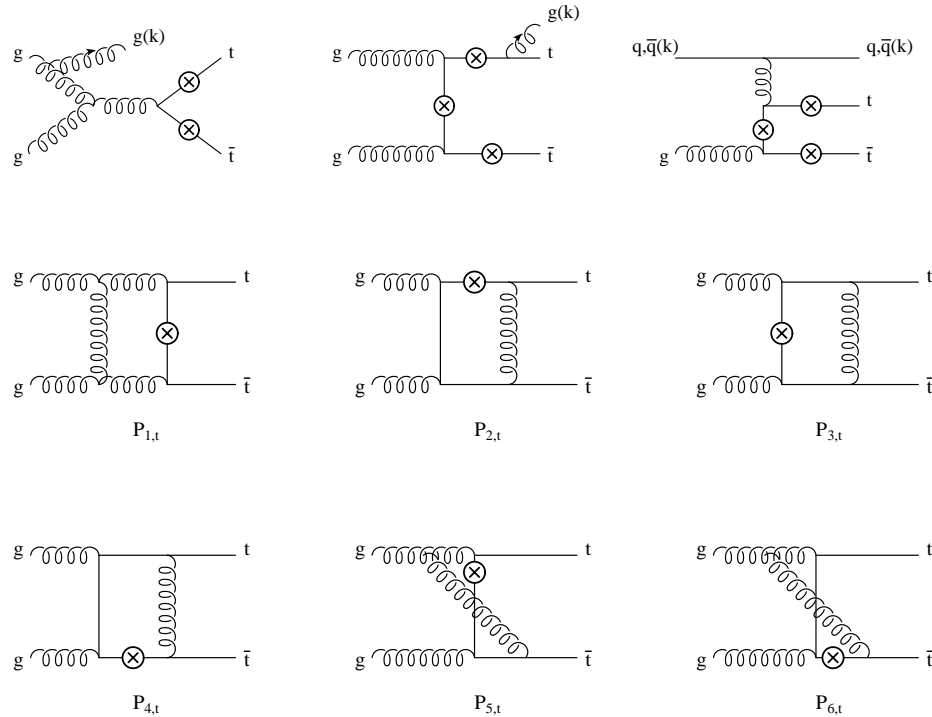 g g(k) t
g t̄
g g(k) t
g t̄
q,q̄(k) q,q̄(k)
t
g t̄
g t
g t̄
P1,t
g t
g t̄
P2,t
g t
g t̄
P3,t
g t
g t̄
P4,t
g t
g t̄
P5,t
g t
g t̄
P6,t